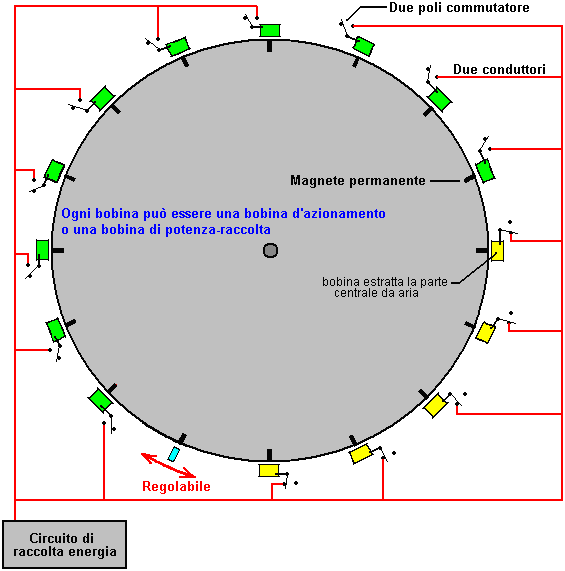 Due poli commutatore
Due conduttori
Magnete permanente
Ogni bobina può essere una bobina d'azionamento
o una bobina di potenza-raccolta
bobina estratta la parte
centrale da aria
Regolabile
Circuito di
raccolta energia